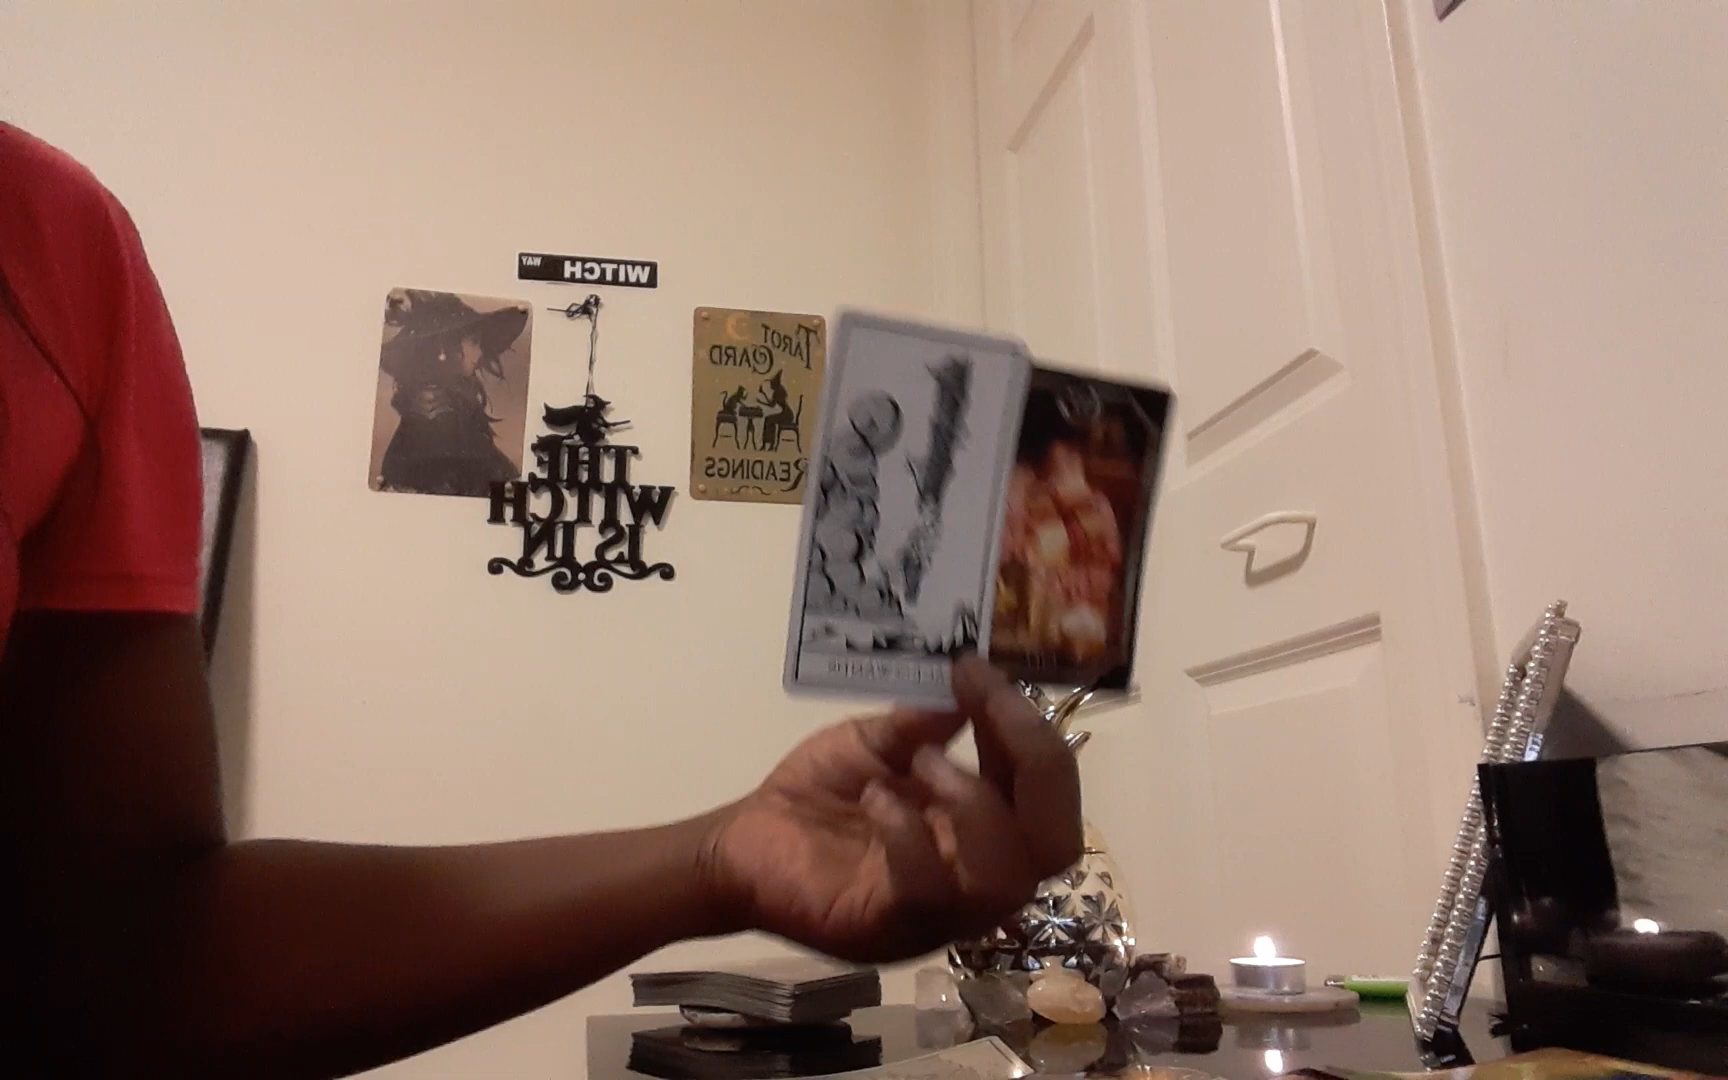 WITCH WAY
TAROT
CARD
READINGS
THE
WITCH
IS IN